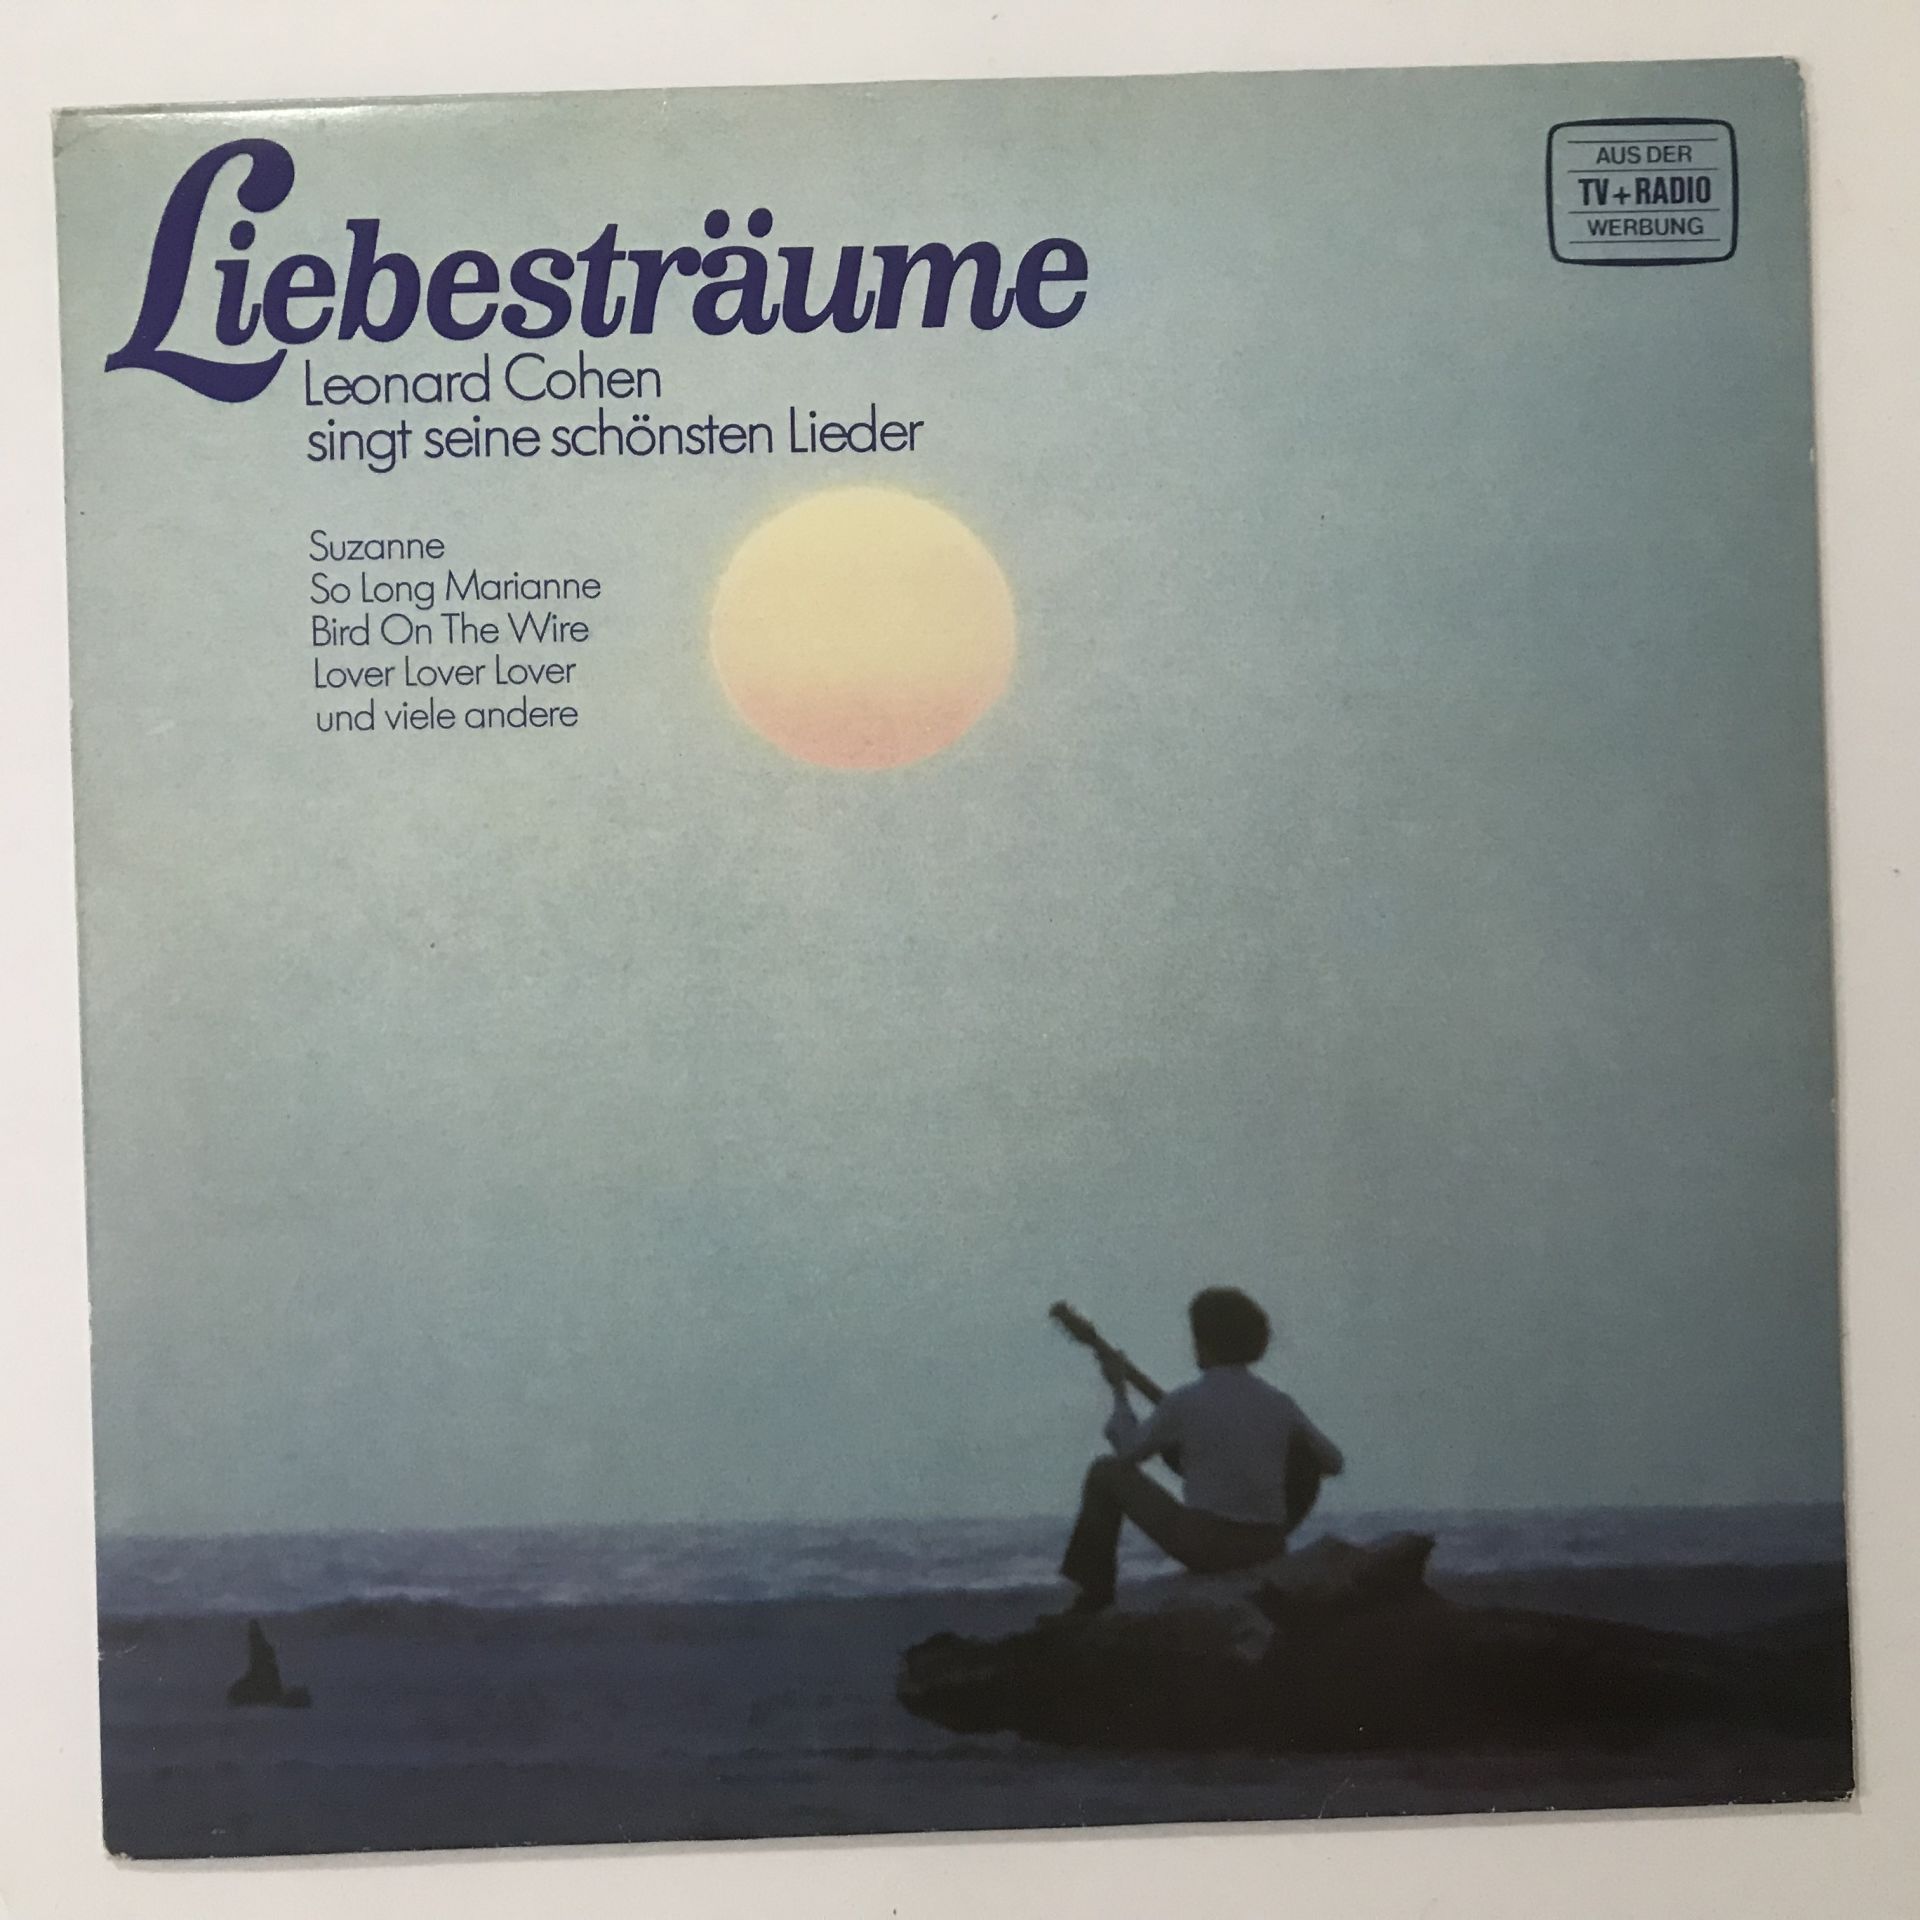 Liebesträume
Leonard Cohen
singt seine schönsten Lieder
Suzanne
So Long Marianne
Bird On The Wire
Lover Lover Lover
und viele andere
AUS DER
TV+RADIO
WERBUNG